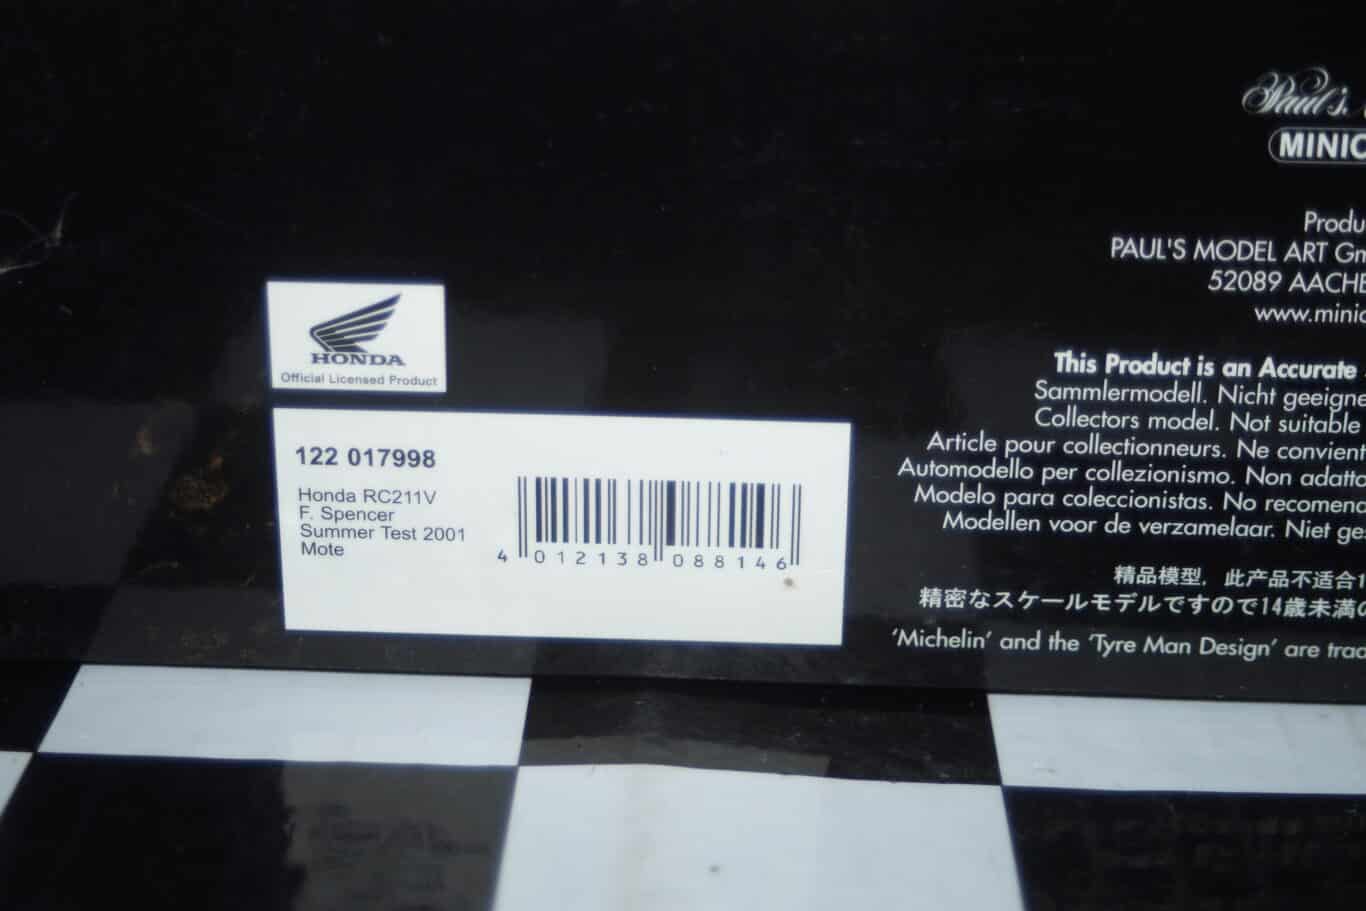 Paul's
MINIC
Produ
PAUL'S MODEL ART Gm
52089 AACHE
www.minic
HONDA
Official Licensed Product
This Product is an Accurate
Sammlermodell. Nicht geeigne
Collectors model. Not suitable
Article pour collectionneurs. Ne convient
Automodello per collezionismo. Non adatto
Modelo para coleccionistas. No recomenda
Modellen voor de verzamelaar. Niet ge
精品模型，此产品不适合1
精密なスケールモデルですので14歳未満の
'Michelin' and the 'Tyre Man Design' are trad
122 017998
Honda RC211V
F. Spencer
Summer Test 2001
Mote
4 012138 088146